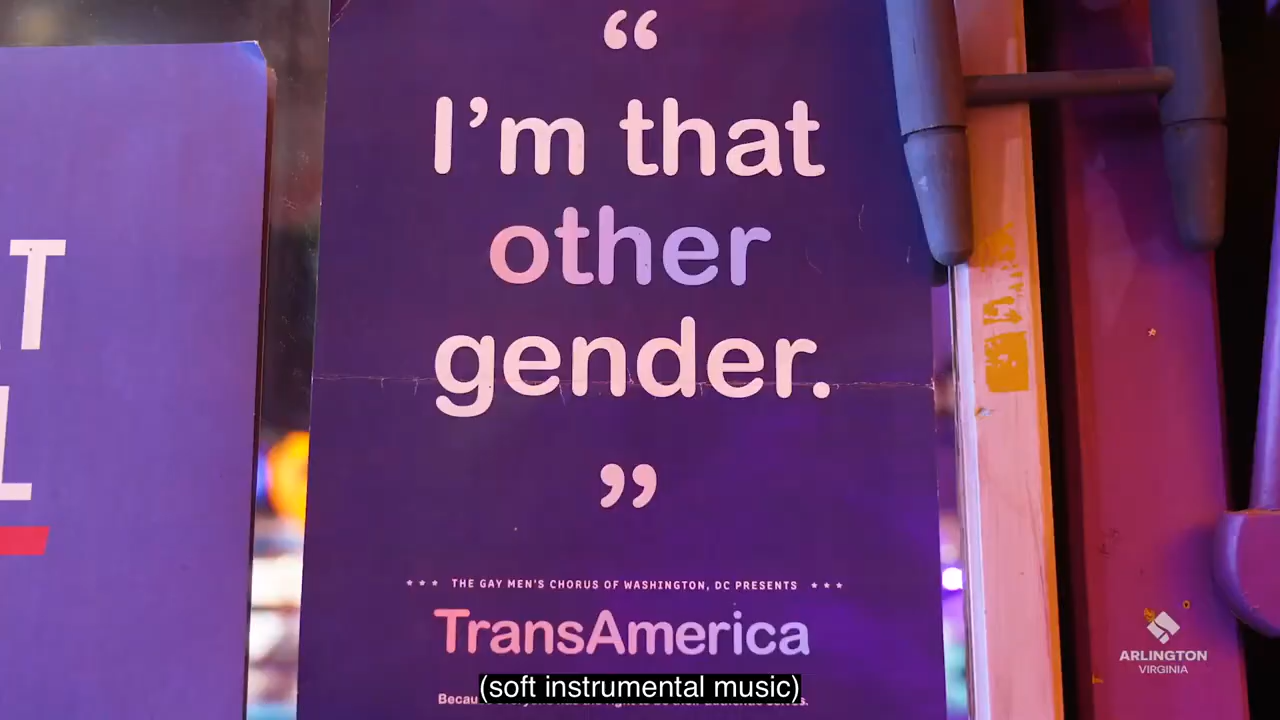 “
I’m that
other
gender.
”
*** THE GAY MEN'S CHORUS OF WASHINGTON, DC PRESENTS ***
TransAmerica
(soft instrumental music)
ARLINGTON
VIRGINIA